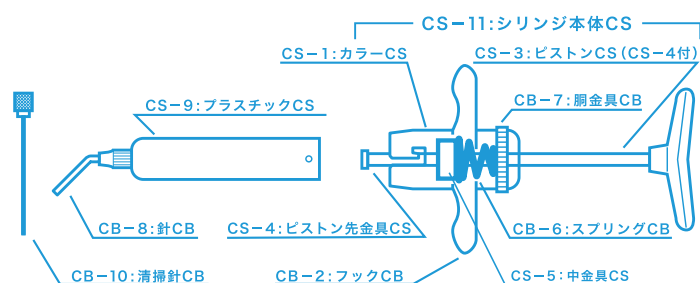 CS-11:シリンジ本体CS
CS-1:カラーCS
CS-3:ピストンCS(CS-4付)
CS-9:プラスチックCS
CB-7:胴金具CB
CB-8:針CB
CS-4:ピストン先金具CS
CB-6:スプリングCB
CB-10:清掃針CB
CB-2:フックCB
CS-5:中金具CS